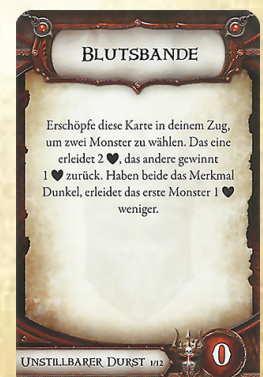 BLUTSBANDE
Erschöpfe diese Karte in deinem Zug,
um zwei Monster zu wählen. Das eine
erleidet 2 ♥, das andere gewinnt
1 ♥ zurück. Haben beide das Merkmal
Dunkel, erleidet das erste Monster 1 ♥
weniger.
UNSTILLBARER DURST 1/12
0